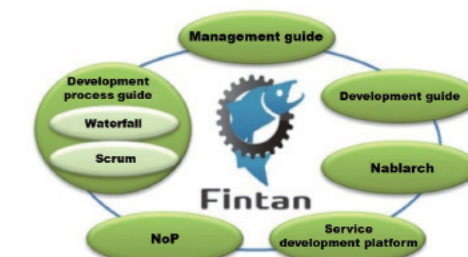 Management guide
Development
process guide
Waterfall
Scrum
Development guide
Nablarch
Fintan
Service
development platform
NoP